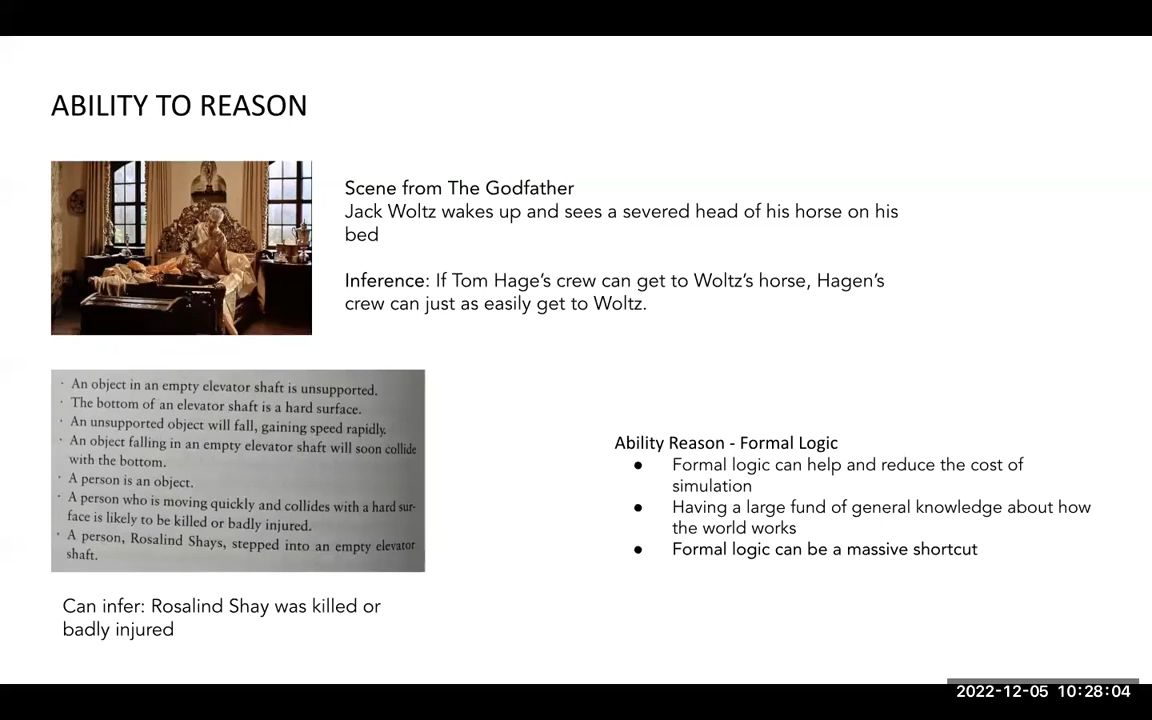 ABILITY TO REASON
Scene from The Godfather
Jack Woltz wakes up and sees a severed head of his horse on his
bed
Inference: If Tom Hage's crew can get to Woltz's horse, Hagen's
crew can just as easily get to Woltz.
· An object in an empty elevator shaft is unsupported.
· The bottom of an elevator shaft is a hard surface.
· An unsupported object will fall, gaining speed rapidly.
· An object falling in an empty elevator shaft will soon collide
with the bottom.
· A person is an object.
· A person who is moving quickly and collides with a hard sur-
face is likely to be killed or badly injured.
· A person, Rosalind Shays, stepped into an empty elevator
shaft.
Can infer: Rosalind Shay was killed or
badly injured
Ability Reason - Formal Logic
● Formal logic can help and reduce the cost of
simulation
● Having a large fund of general knowledge about how
the world works
● Formal logic can be a massive shortcut
2022-12-05 10:28:04